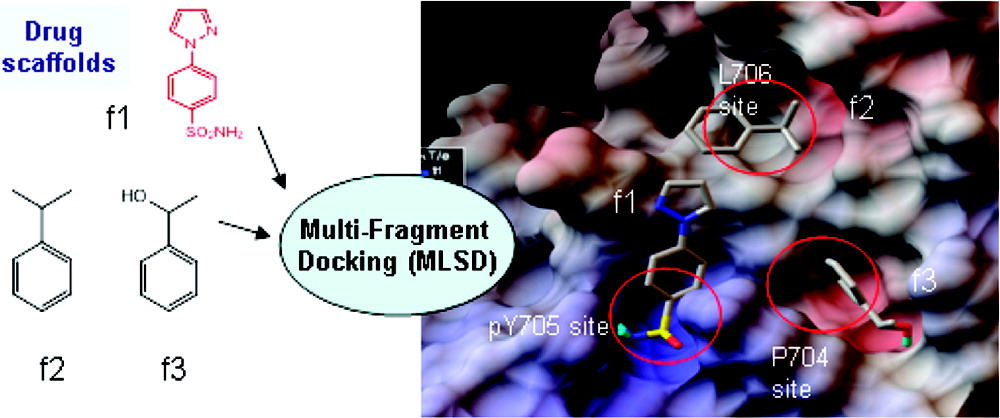 Drug
scaffolds
f1
N
N
SO2NH2
HO
f2
f3
Multi-Fragment
Docking (MLSD)
L706
site
f2
f1
f3
pY705 site
P704
site